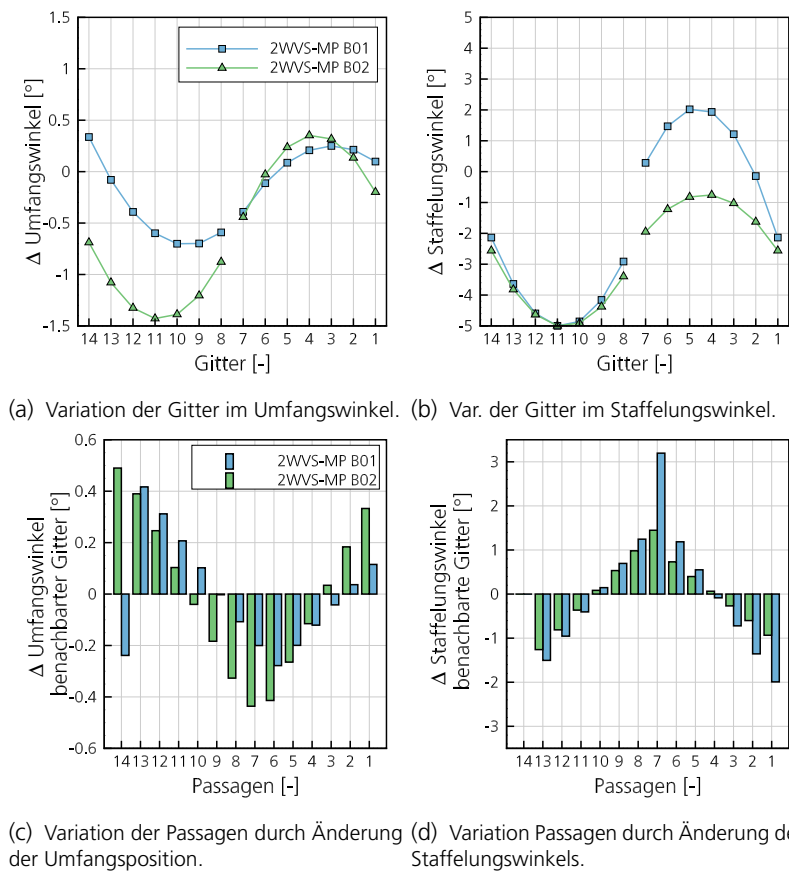 1.5
1
0.5
0
-0.5
-1
-1.5
Δ Umfangswinkel [°]
2WVS-MP B01
2WVS-MP B02
14 13 12 11 10 9 8 7 6 5 4 3 2 1
Gitter [-]
5
4
3
2
1
0
-1
-2
-3
-4
-5
Δ Staffelungswinkel [°]
14 13 12 11 10 9 8 7 6 5 4 3 2 1
Gitter [-]
(a) Variation der Gitter im Umfangswinkel.
(b) Var. der Gitter im Staffelungswinkel.
0.6
0.4
0.2
0
-0.2
-0.4
-0.6
Δ Umfangswinkel
benachbarter Gitter [°]
2WVS-MP B01
2WVS-MP B02
14 13 12 11 10 9 8 7 6 5 4 3 2 1
Passagen [-]
3
2
1
0
-1
-2
-3
Δ Staffelungswinkel
benachbarte Gitter [°]
14 13 12 11 10 9 8 7 6 5 4 3 2 1
Passagen [-]
(c) Variation der Passagen durch Änderung
der Umfangsposition.
(d) Variation Passagen durch Änderung de
Staffelungswinkels.